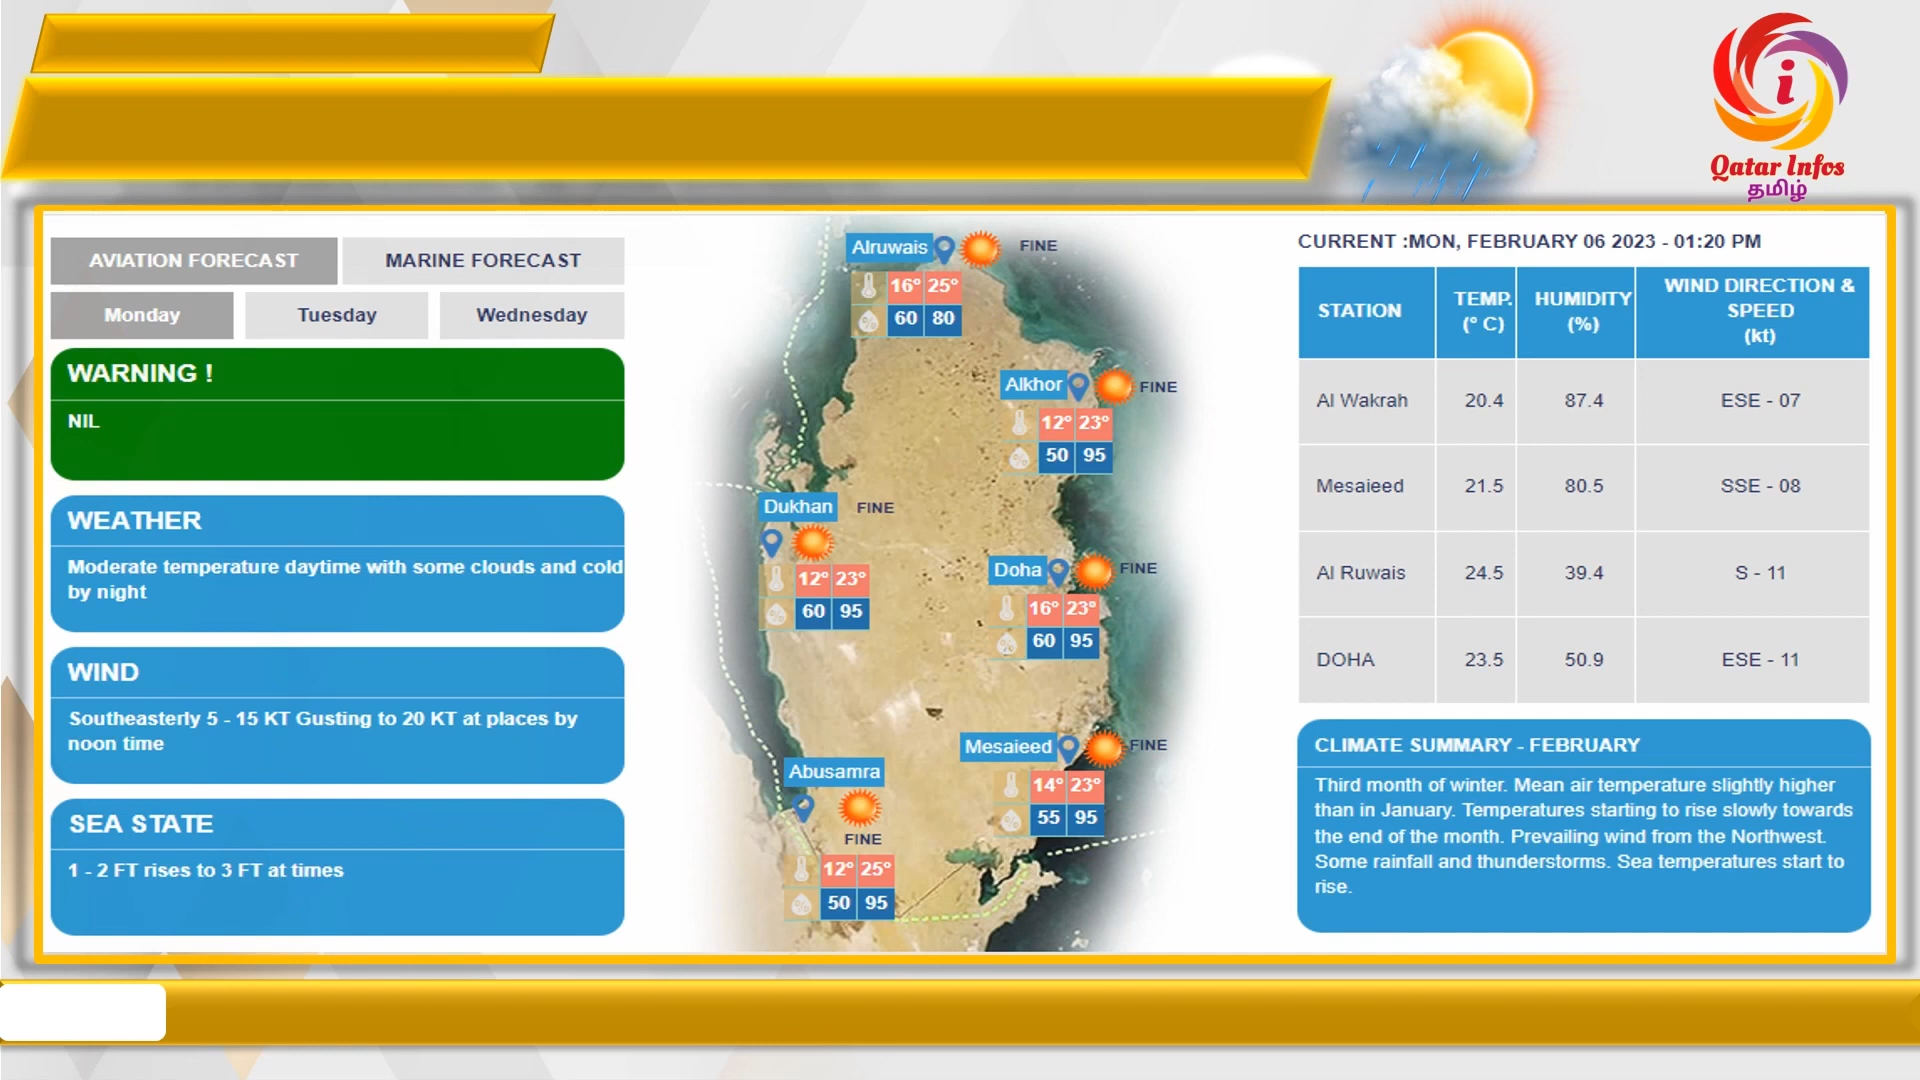 i
Qatar Infos
தமிழ்
AVIATION FORECAST
MARINE FORECAST
Monday
Tuesday
Wednesday
WARNING !
NIL
WEATHER
Moderate temperature daytime with some clouds and cold
by night
WIND
Southeasterly 5 - 15 KT Gusting to 20 KT at places by
noon time
SEA STATE
1 - 2 FT rises to 3 FT at times
Alruwais
FINE
16° 25°
% 60 80
Alkhor
FINE
12° 23°
% 50 95
Dukhan
FINE
12° 23°
% 60 95
Doha
FINE
16° 23°
% 60 95
Mesaieed
FINE
14° 23°
% 55 95
Abusamra
FINE
12° 25°
% 50 95
CURRENT :MON, FEBRUARY 06 2023 - 01:20 PM
STATION
TEMP.
(° C)
HUMIDITY
(%)
WIND DIRECTION &
SPEED
(kt)
Al Wakrah 20.4 87.4 ESE - 07
Mesaieed 21.5 80.5 SSE - 08
Al Ruwais 24.5 39.4 S - 11
DOHA 23.5 50.9 ESE - 11
CLIMATE SUMMARY - FEBRUARY
Third month of winter. Mean air temperature slightly higher
than in January. Temperatures starting to rise slowly towards
the end of the month. Prevailing wind from the Northwest.
Some rainfall and thunderstorms. Sea temperatures start to
rise.